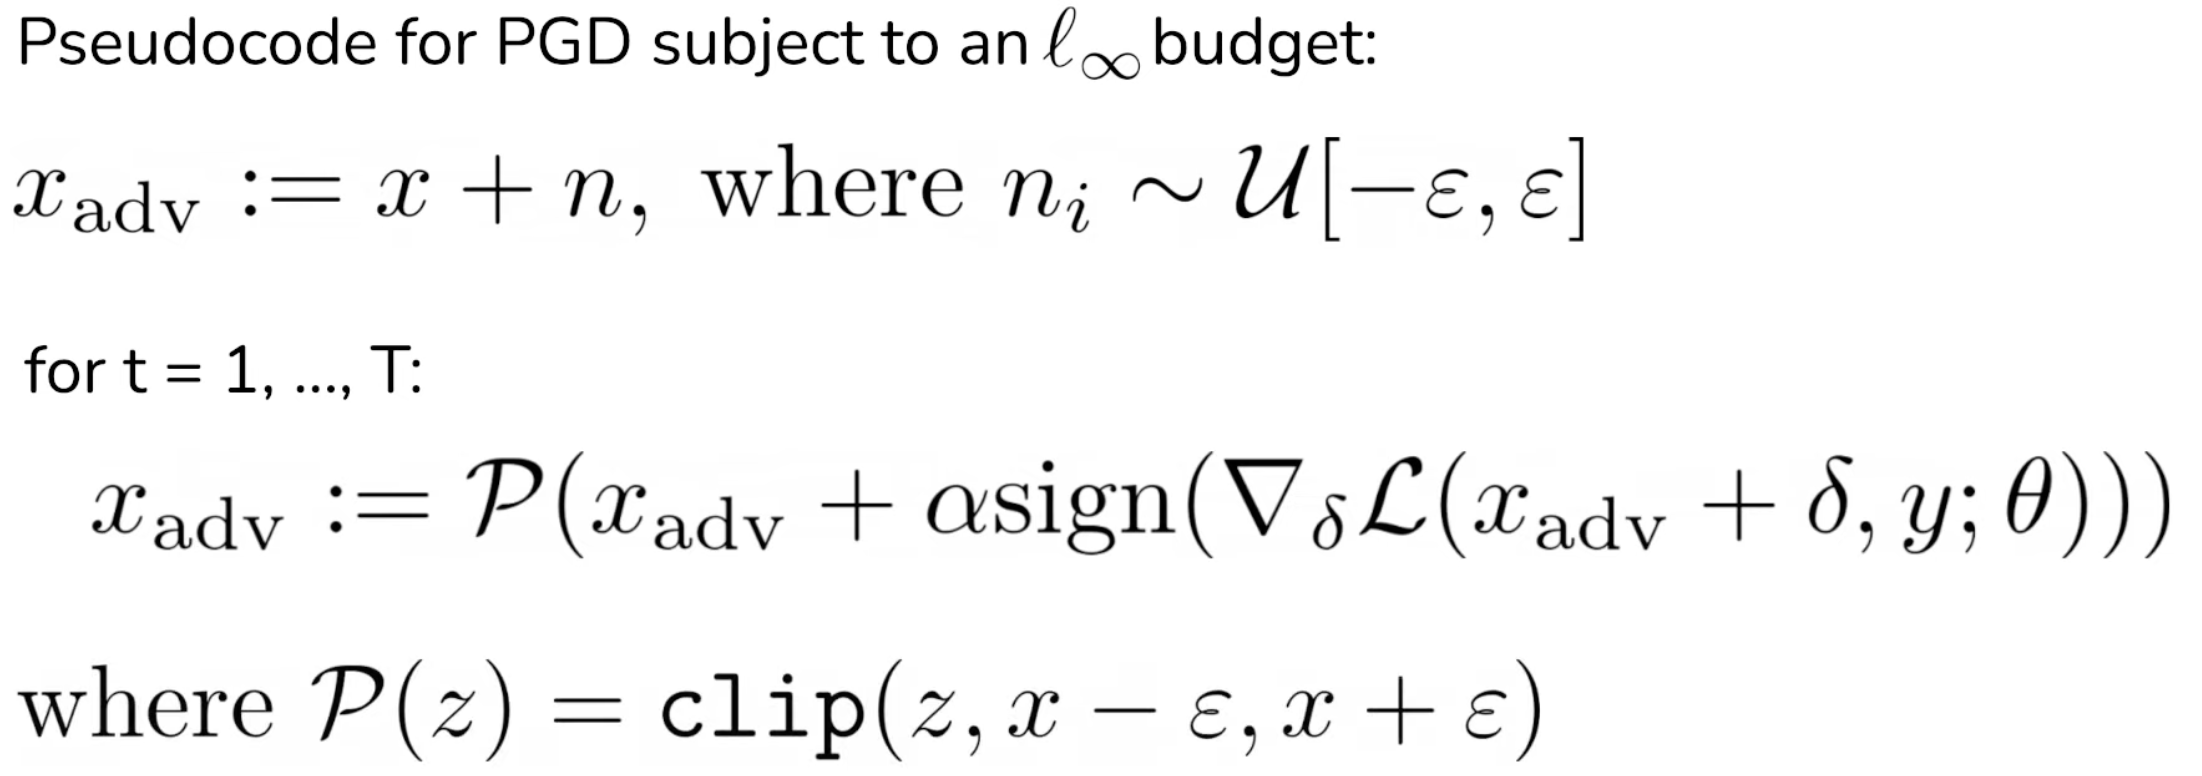 Pseudocode for PGD subject to an ℓ∞ budget:
x_adv := x + n, where n_i ∼ 𝒰[−ε, ε]
for t = 1, ..., T:
x_adv := 𝒫(x_adv + αsign(∇_δ ℒ(x_adv + δ, y; θ)))
where 𝒫(z) = clip(z, x − ε, x + ε)